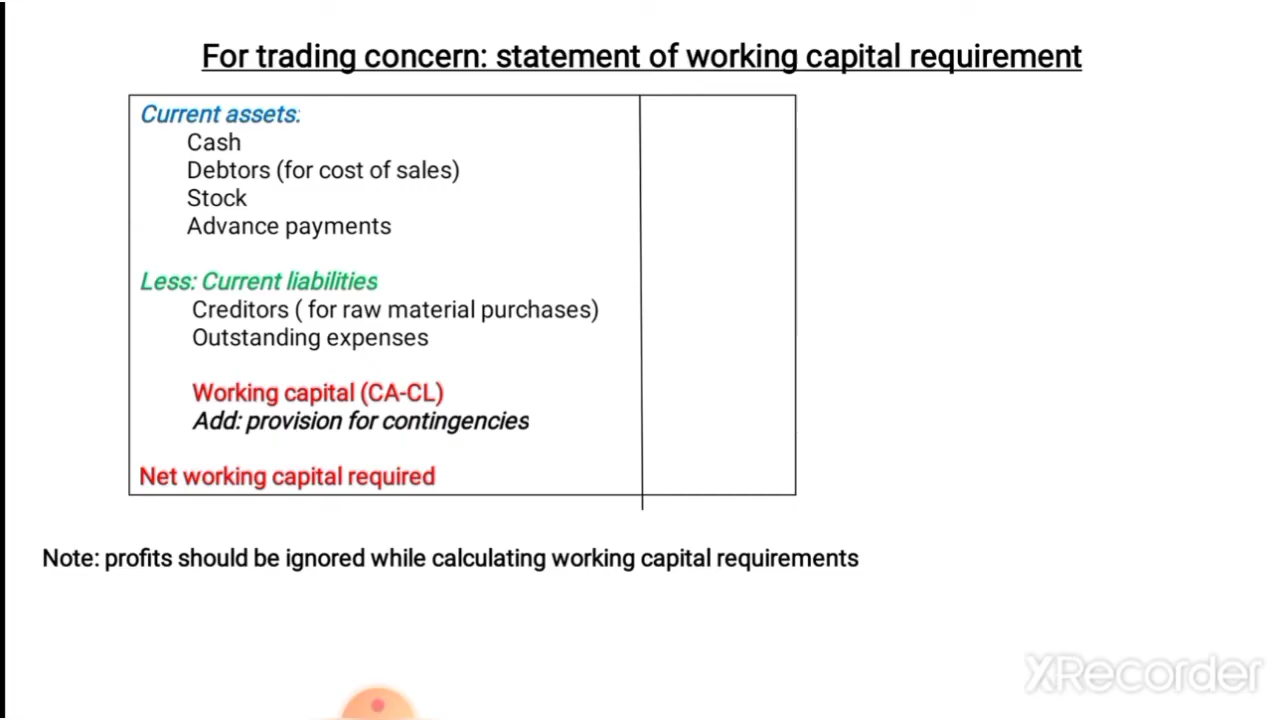 For trading concern: statement of working capital requirement
Current assets:
Cash
Debtors (for cost of sales)
Stock
Advance payments
Less: Current liabilities
Creditors ( for raw material purchases)
Outstanding expenses
Working capital (CA-CL)
Add: provision for contingencies
Net working capital required
Note: profits should be ignored while calculating working capital requirements
XRecorder